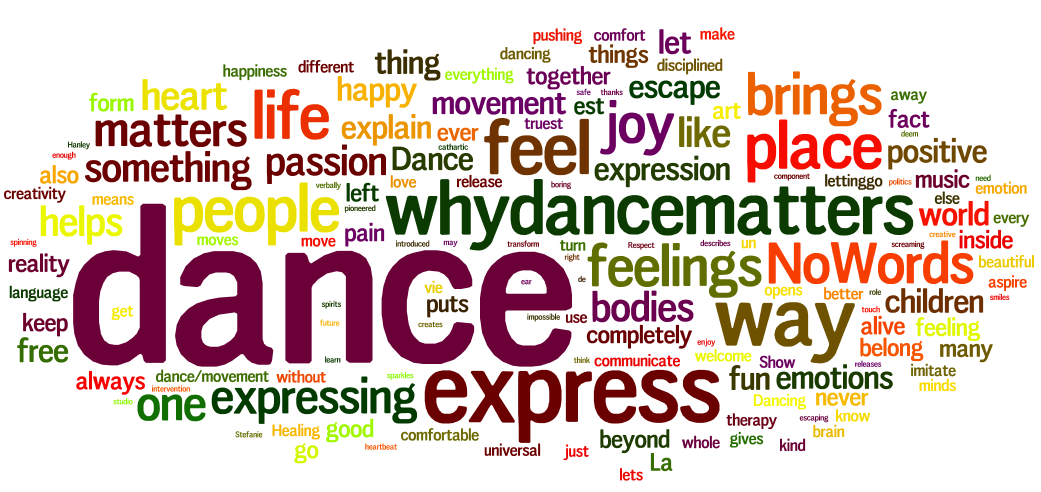 pushing comfort let make
dancing things disciplined
happiness different thing everything together escape
form heart life happy movement safe thanks est art brings away
matters explain ever feel truest joy like place fact
Hanley cathartic deem
enough something passion Dance expression positive
also component
creativity means people verbally left love release boring lettinggo politics music need emotion
helps pioneered whydancematters else world every
spinning moves move pain introduced may transform turn Respect describes un creative screaming inside
reality dance right feelings NoWords beautiful
language vie ear de opens better role children aspire
get spirits puts bodies way smiles
keep future creates impossible use completely touch alive feeling
free learn think enjoy belong many
communicate welcome Show releases imitate
always dance/movement without sparkles express fun emotions minds
intervention
studio one expressing Dancing never
Stefanie Healing good comfortable therapy escaping know
go heartbeat universal just beyond whole gives kind brain
lets La